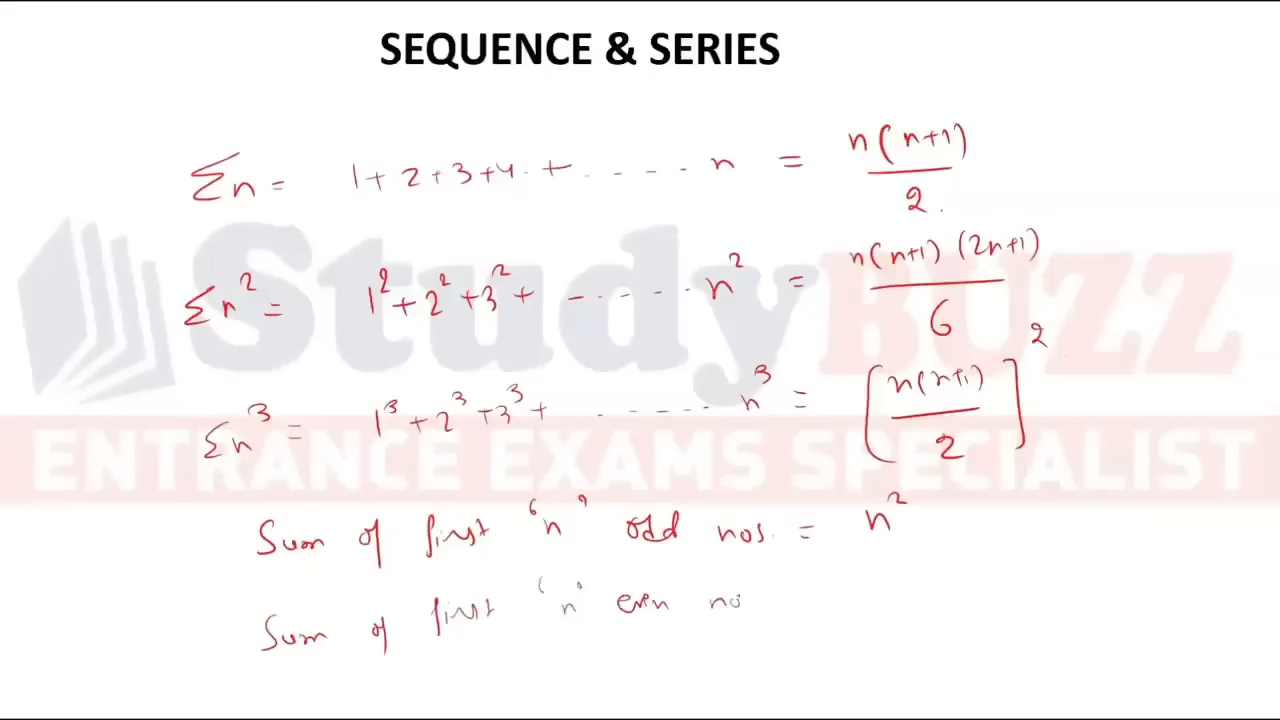 SEQUENCE & SERIES
Σn = 1 + 2 + 3 + 4 . + . - - - . n = n(n+1)/2 .
Σn² = 1² + 2² + 3² + - . . . . . n² = n(n+1) (2n+1)/6
Σn³ = 1³ + 2³ + 3³ + . . . . - - . n³ = [n(n+1)/2]²
StudyBUZZ
ENTRANCE EXAMS SPECIALIST
Sum of first 'n' odd nos. = n²
Sum of first 'n' even no